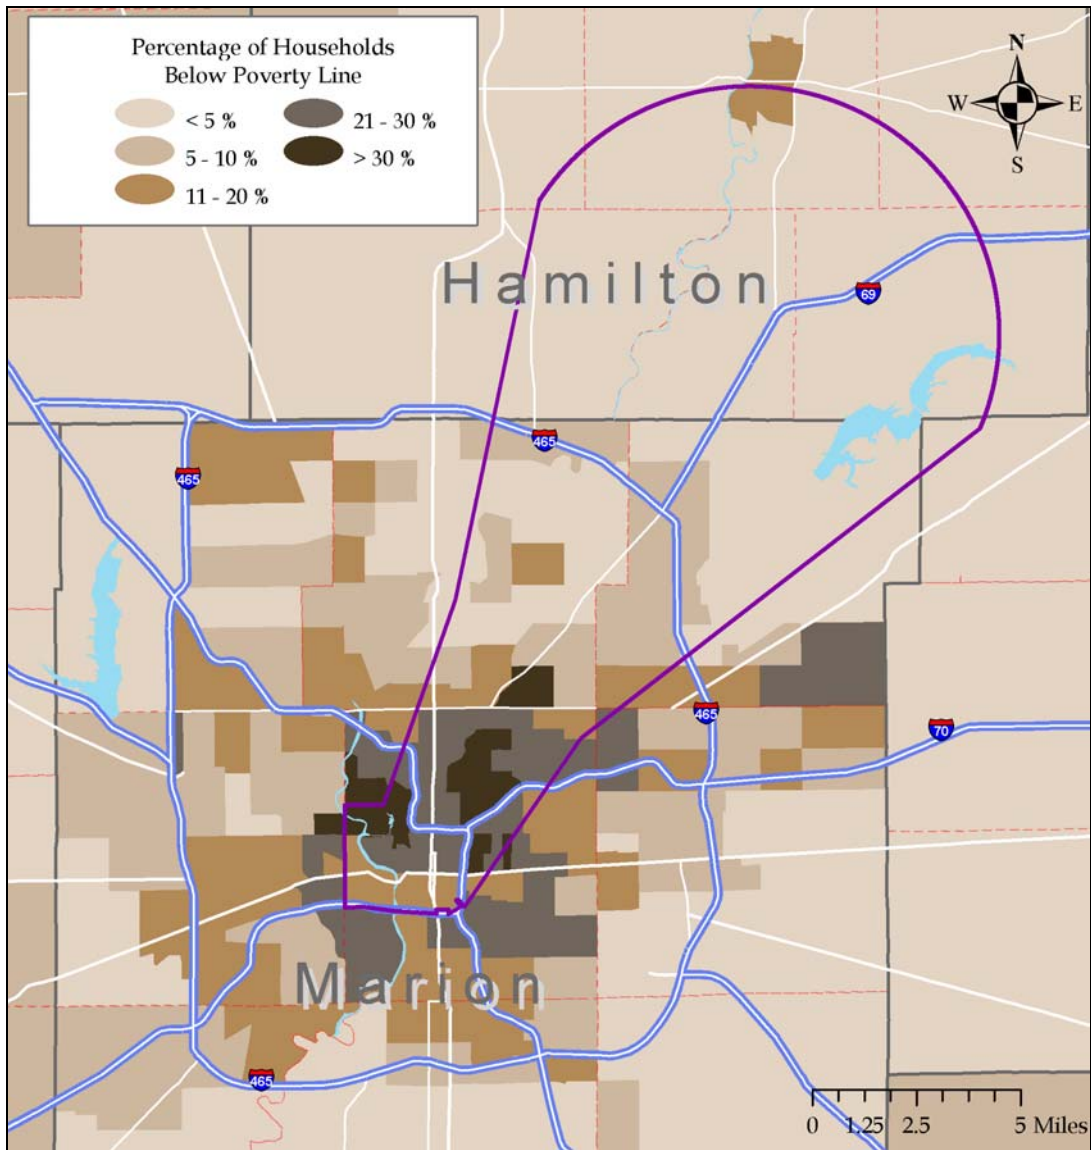 Percentage of Households
Below Poverty Line
< 5 %
21 - 30 %
5 - 10 %
> 30 %
11 - 20 %
N
W E
S
Hamilton
69
465
465
465
70
Marion
465
0 1.25 2.5 5 Miles